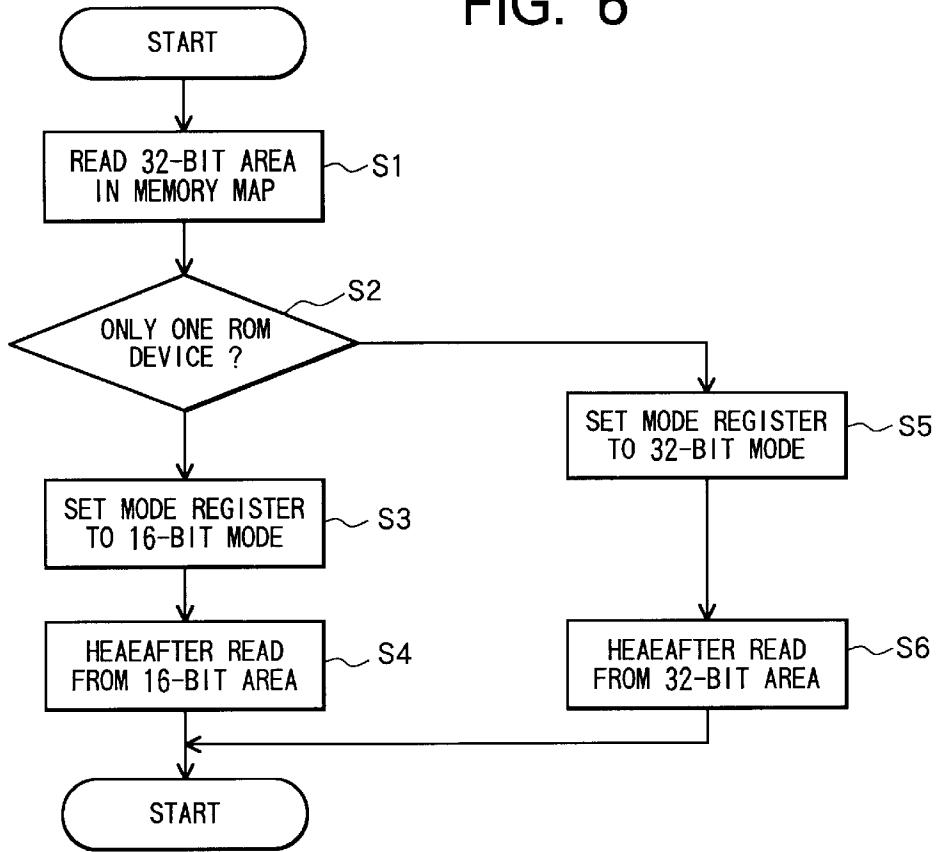 FIG. 6
START
READ 32-BIT AREA
IN MEMORY MAP
S1
S2
ONLY ONE ROM
DEVICE ?
SET MODE REGISTER
TO 32-BIT MODE
S5
SET MODE REGISTER
TO 16-BIT MODE
S3
HEAEAFTER READ
FROM 16-BIT AREA
S4
HEAEAFTER READ
FROM 32-BIT AREA
S6
START